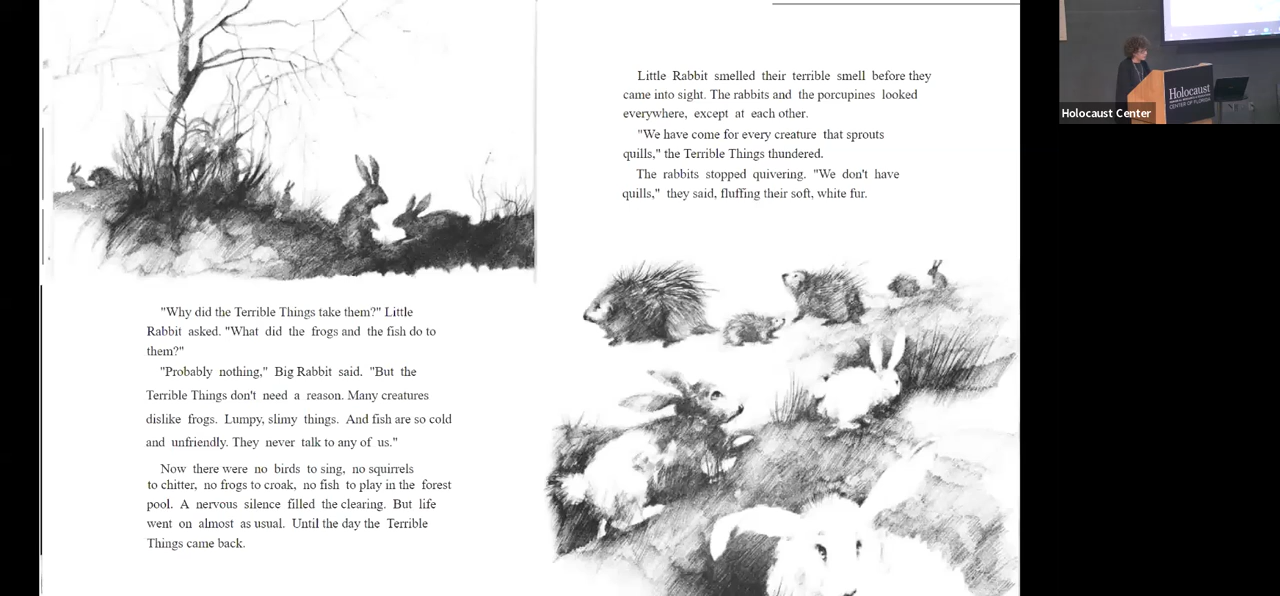 "Why did the Terrible Things take them?" Little
Rabbit asked. "What did the frogs and the fish do to
them?"
"Probably nothing," Big Rabbit said. "But the
Terrible Things don't need a reason. Many creatures
dislike frogs. Lumpy, slimy things. And fish are so cold
and unfriendly. They never talk to any of us."
Now there were no birds to sing, no squirrels
to chitter, no frogs to croak, no fish to play in the forest
pool. A nervous silence filled the clearing. But life
went on almost as usual. Until the day the Terrible
Things came back.
Little Rabbit smelled their terrible smell before they
came into sight. The rabbits and the porcupines looked
everywhere, except at each other.
"We have come for every creature that sprouts
quills," the Terrible Things thundered.
The rabbits stopped quivering. "We don't have
quills," they said, fluffing their soft, white fur.
Holocaust
CENTER OF FLORIDA
Holocaust Center